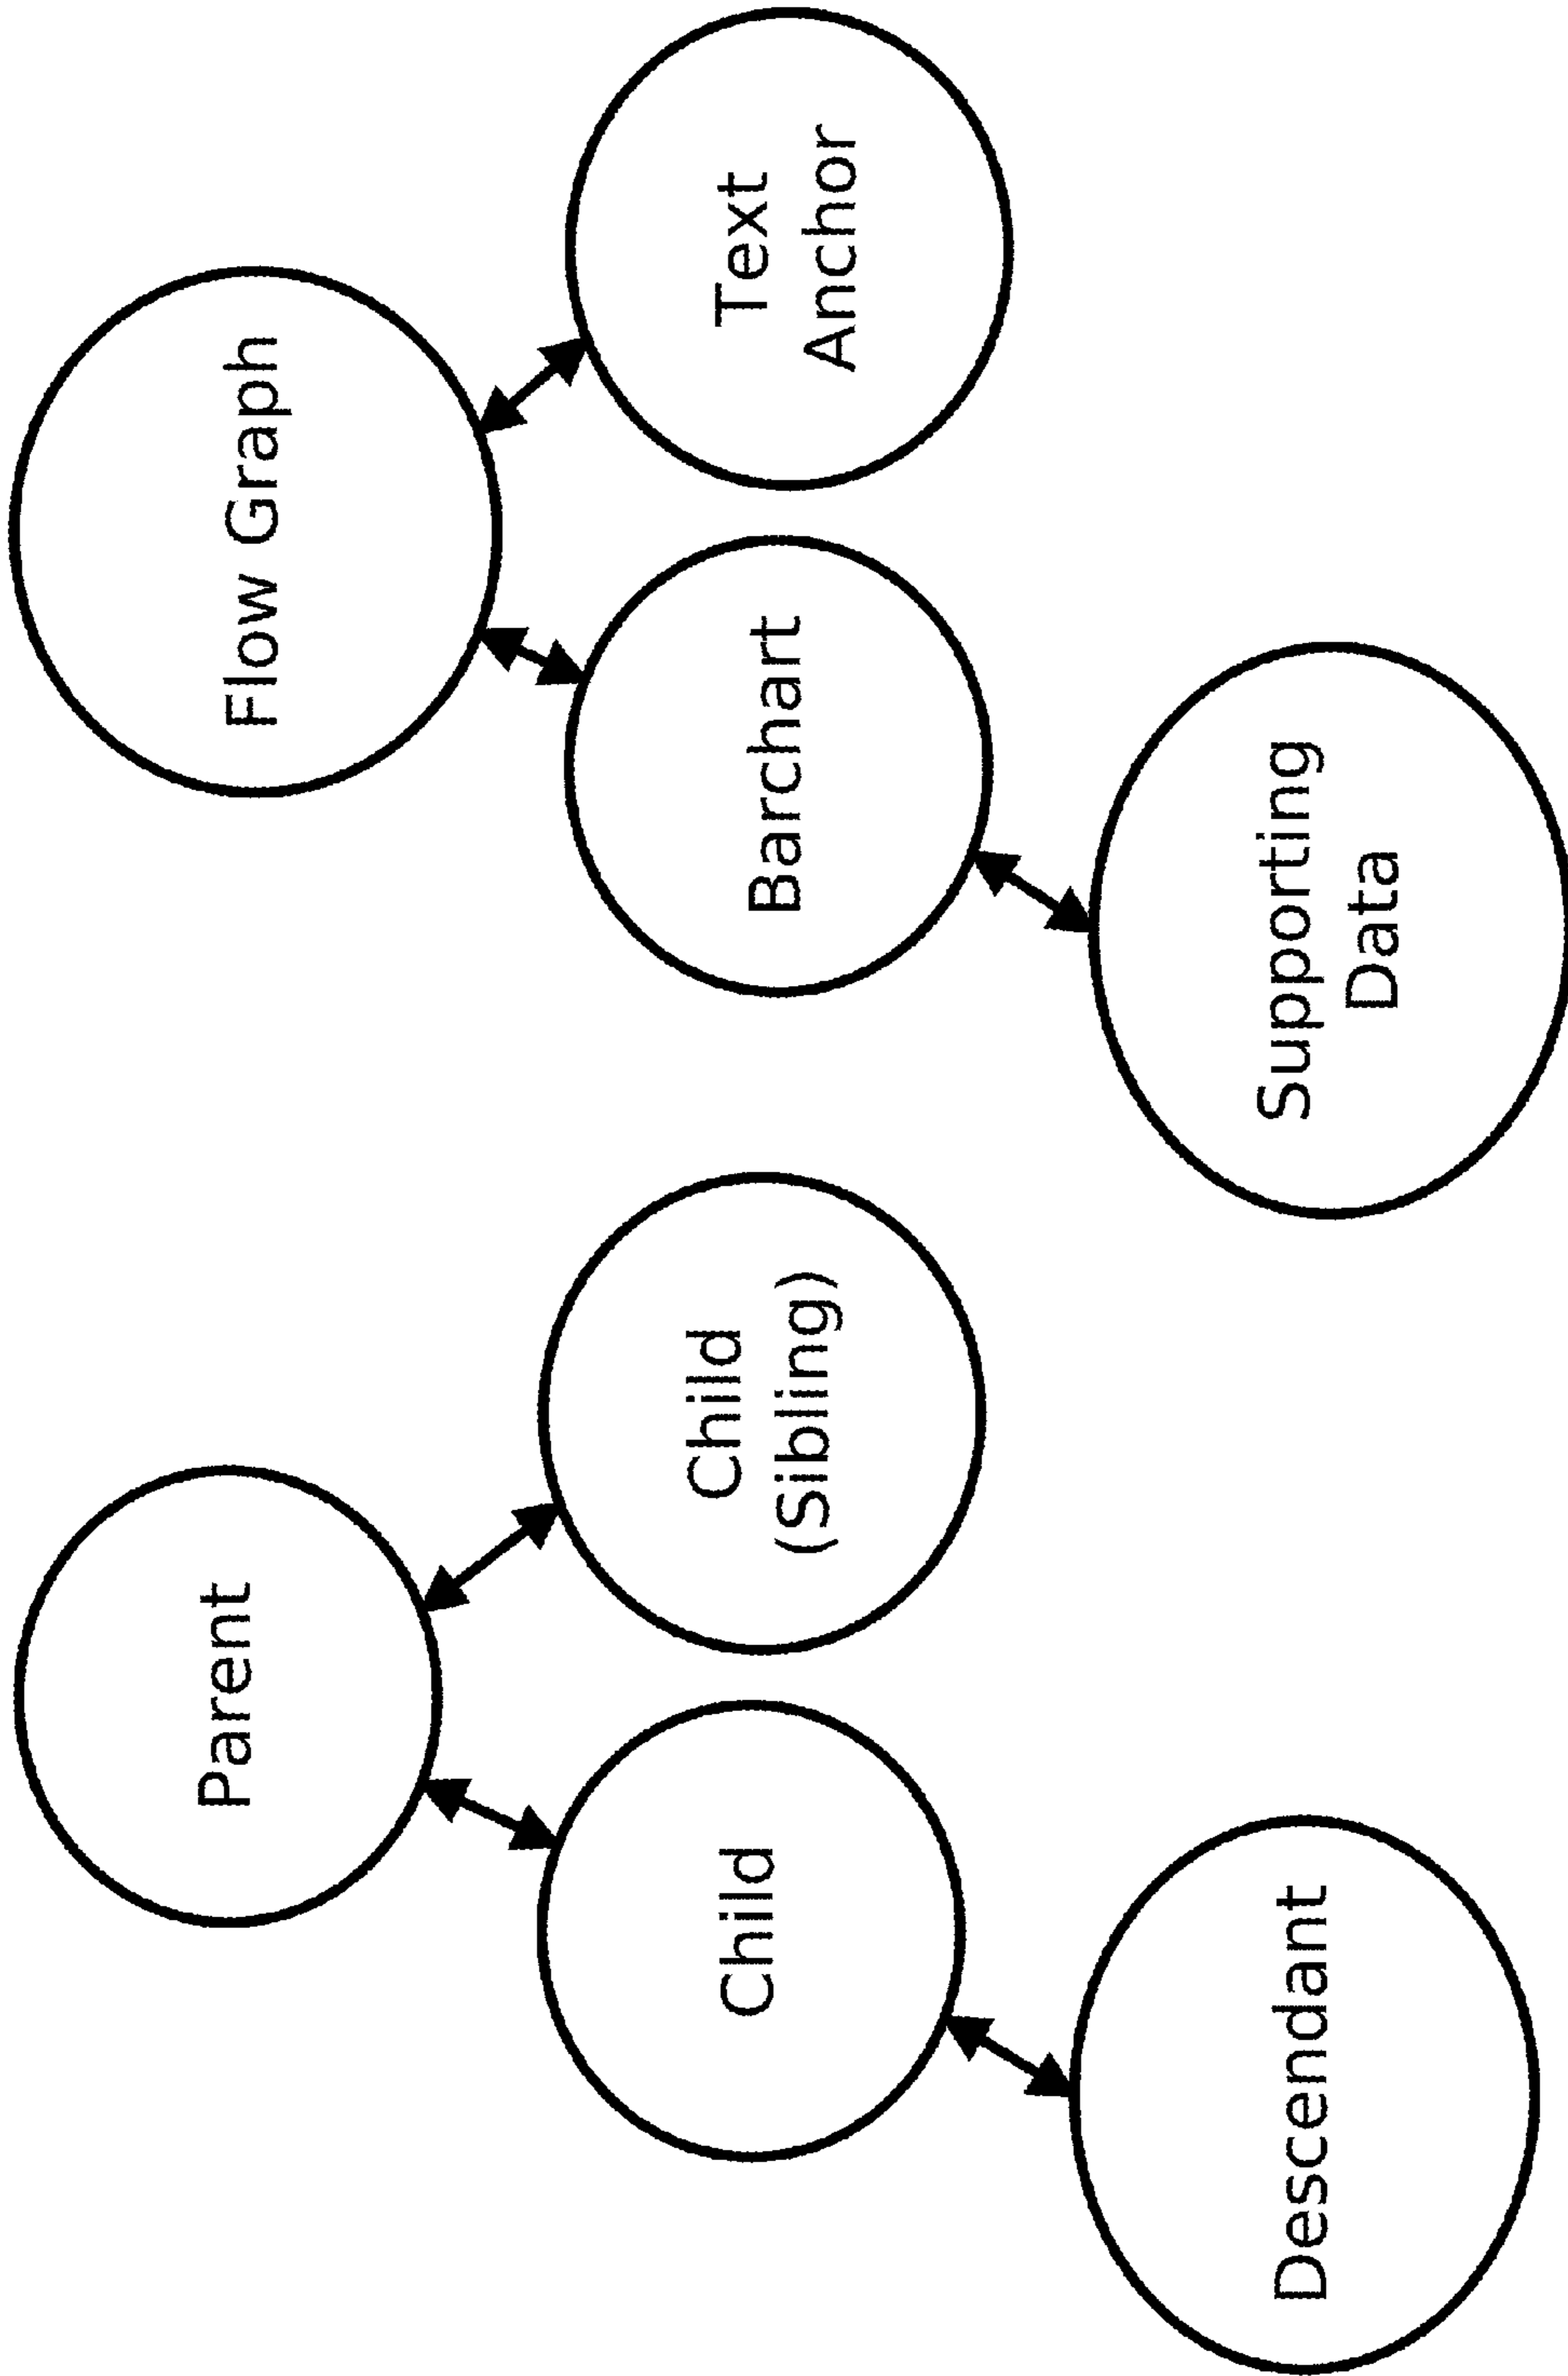 Parent
Child
Child
(Sibling)
Descendant
Flow Graph
Barchart
Text
Anchor
Supporting
Data